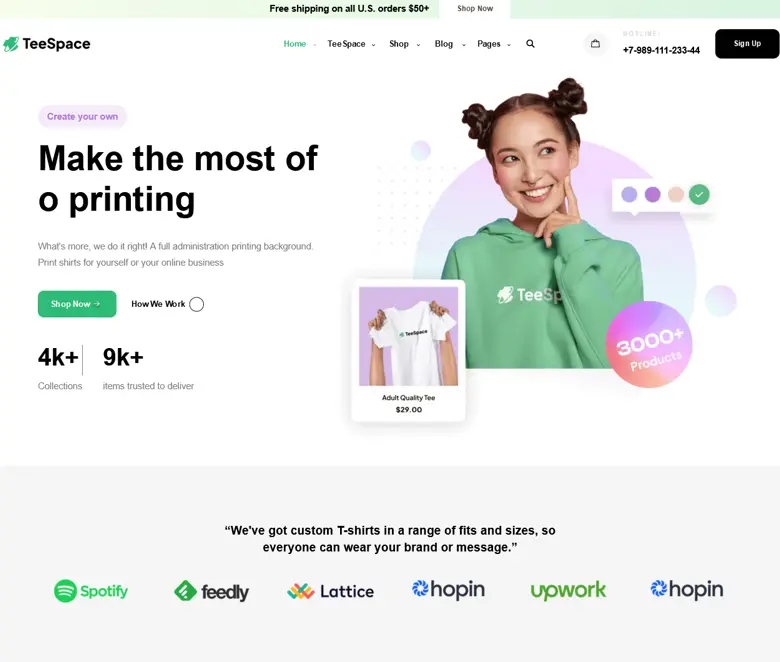 Free shipping on all U.S. orders $50+ Shop Now
TeeSpace Home TeeSpace Shop Blog Pages HOTLINE: +7-989-111-233-44 Sign Up
Create your own
Make the most of
o printing
What's more, we do it right! A full administration printing background.
Print shirts for yourself or your online business
Shop Now → How We Work
4k+ 9k+
Collections items trusted to deliver
TeeSp
TeeSpace
Adult Quality Tee
$29.00
3000+
Products
“We've got custom T-shirts in a range of fits and sizes, so
everyone can wear your brand or message.”
Spotify feedly Lattice hopin upwork hopin